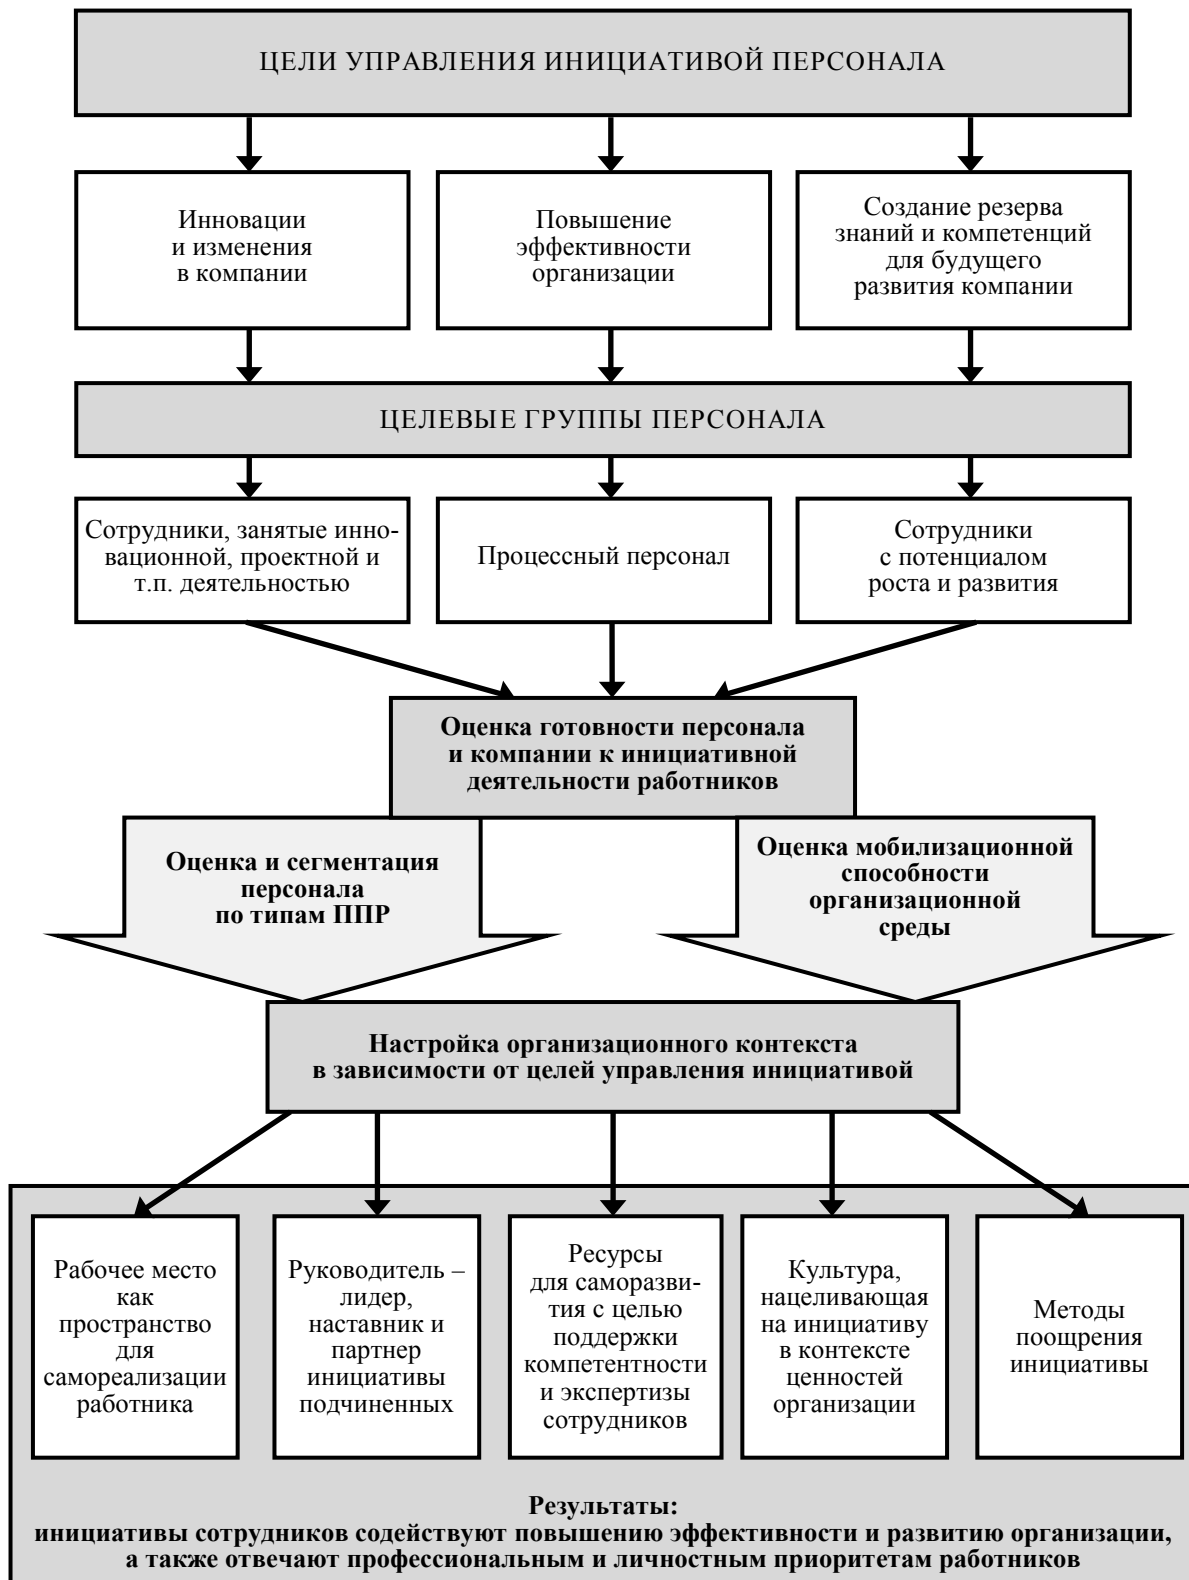 ЦЕЛИ УПРАВЛЕНИЯ ИНИЦИАТИВОЙ ПЕРСОНАЛА
Инновации
и изменения
в компании
Повышение
эффективности
организации
Создание резерва
знаний и компетенций
для будущего
развития компании
ЦЕЛЕВЫЕ ГРУППЫ ПЕРСОНАЛА
Сотрудники, занятые инно-
вационной, проектной и
т.п. деятельностью
Процессный персонал
Сотрудники
с потенциалом
роста и развития
Оценка готовности персонала
и компании к инициативной
деятельности работников
Оценка и сегментация
персонала
по типам ППР
Оценка мобилизационной
способности
организационной
среды
Настройка организационного контекста
в зависимости от целей управления инициативой
Рабочее место
как
пространство
для
самореализации
работника
Руководитель –
лидер,
наставник и
партнер
инициативы
подчиненных
Ресурсы
для саморазви-
тия с целью
поддержки
компетентности
и экспертизы
сотрудников
Культура,
нацеливающая
на инициативу
в контексте
ценностей
организации
Методы
поощрения
инициативы
Результаты:
инициативы сотрудников содействуют повышению эффективности и развитию организации,
а также отвечают профессиональным и личностным приоритетам работников